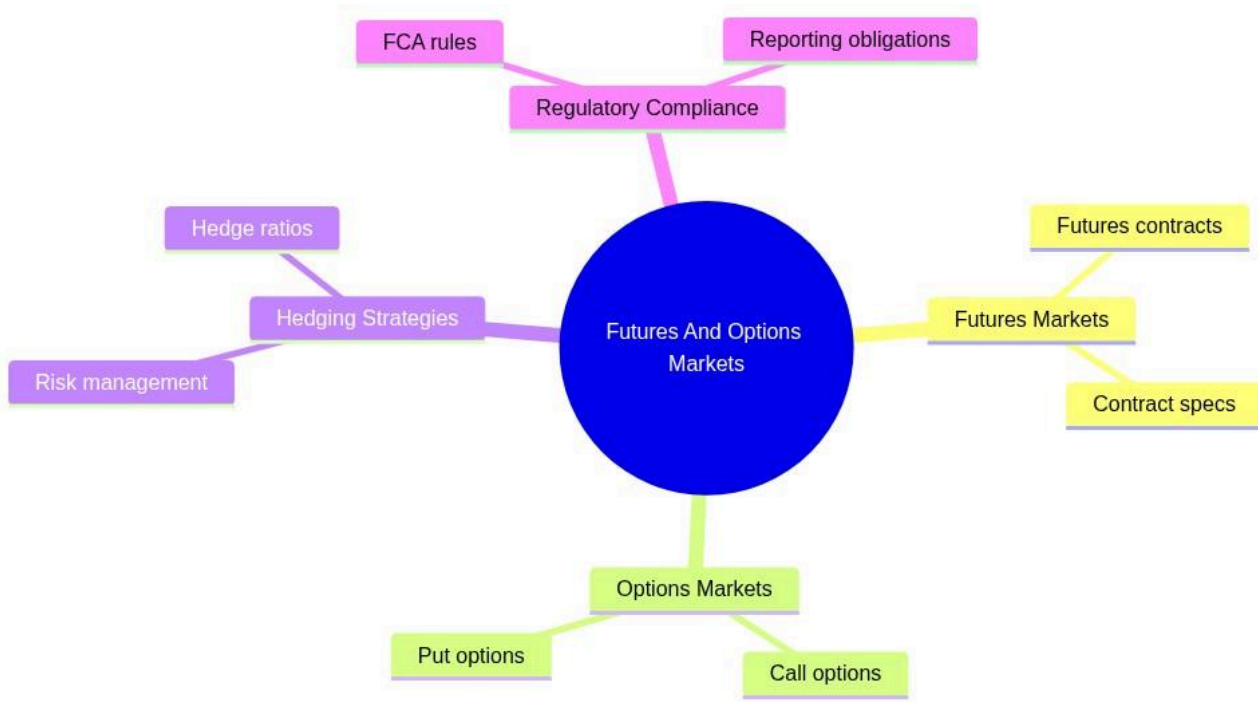 FCA rules
Reporting obligations
Regulatory Compliance
Hedge ratios
Futures contracts
Hedging Strategies
Futures And Options
Markets
Futures Markets
Risk management
Contract specs
Options Markets
Put options
Call options